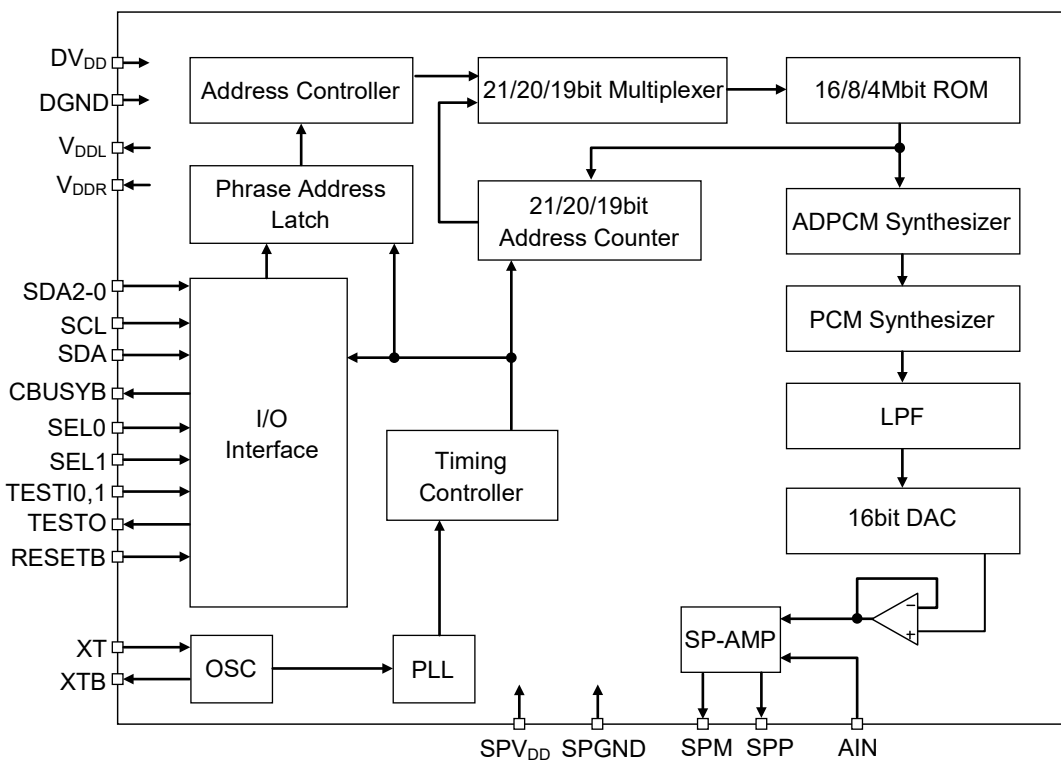 DVDD
DGND
VDDL
VDDR
Address Controller
21/20/19bit Multiplexer
16/8/4Mbit ROM
Phrase Address
Latch
21/20/19bit
Address Counter
ADPCM Synthesizer
PCM Synthesizer
LPF
16bit DAC
SDA2-0
SCL
SDA
CBUSYB
SEL0
SEL1
TESTI0,1
TESTO
RESETB
I/O
Interface
Timing
Controller
XT
XTB
OSC
PLL
SP-AMP
−
+
SPVDD
SPGND
SPM
SPP
AIN